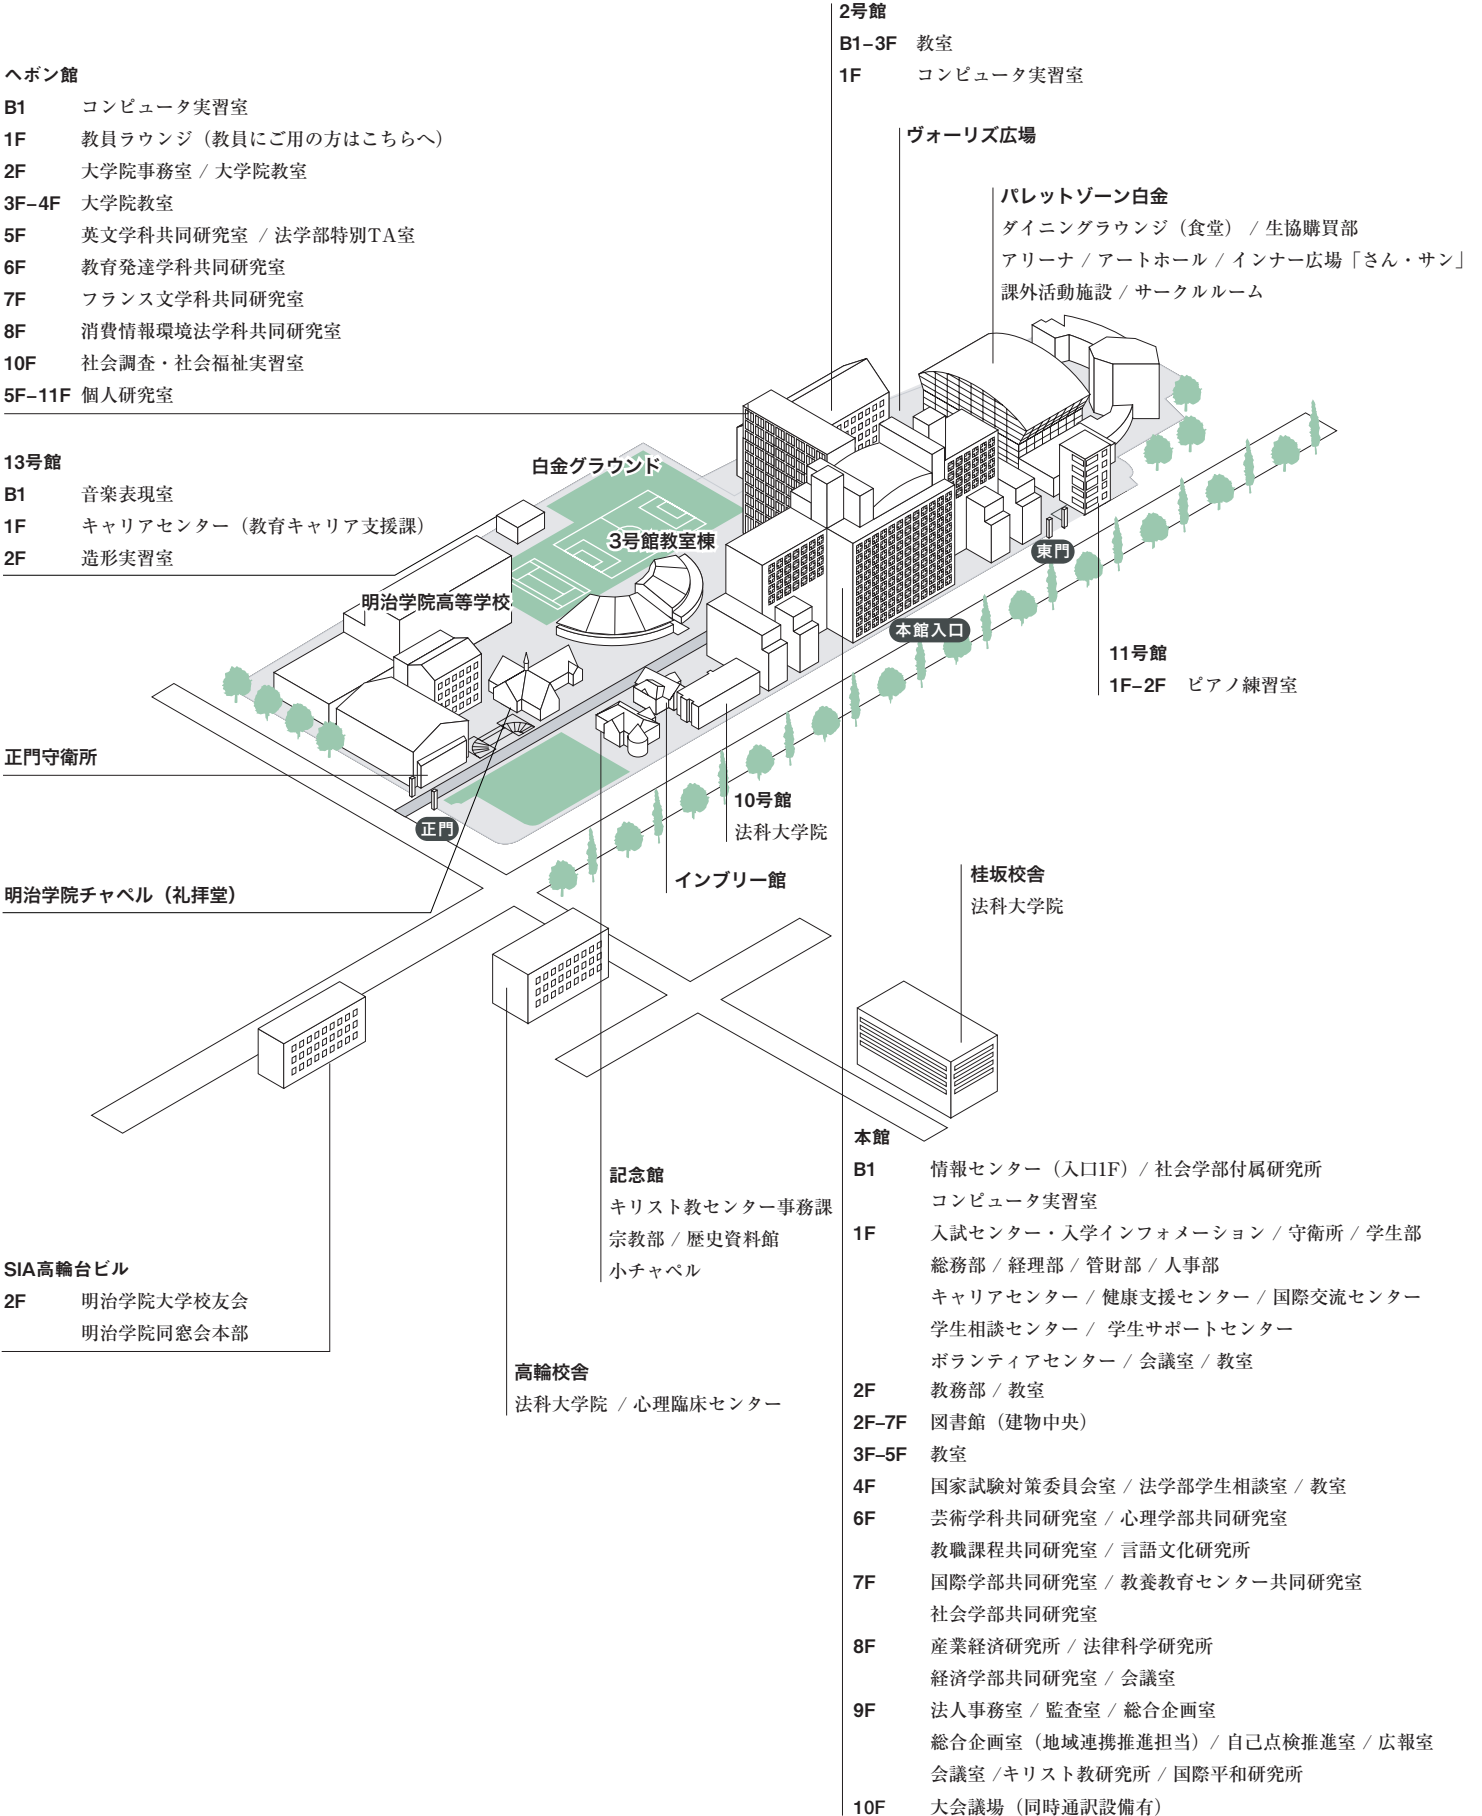 2号館
B1–3F 教室
1F コンピュータ実習室
ヘボン館
B1 コンピュータ実習室
1F 教員ラウンジ（教員にご用の方はこちらへ）
2F 大学院事務室 / 大学院教室
3F–4F 大学院教室
5F 英文学科共同研究室 / 法学部特別TA室
6F 教育発達学科共同研究室
7F フランス文学科共同研究室
8F 消費情報環境法学科共同研究室
10F 社会調査・社会福祉実習室
5F–11F 個人研究室
ヴォーリズ広場
パレットゾーン白金
ダイニングラウンジ（食堂） / 生協購買部
アリーナ / アートホール / インナー広場「さん・サン」
課外活動施設 / サークルルーム
13号館
B1 音楽表現室
1F キャリアセンター（教育キャリア支援課）
2F 造形実習室
白金グラウンド
3号館教室棟
明治学院高等学校
東門
本館入口
11号館
1F–2F ピアノ練習室
正門守衛所
正門
10号館
法科大学院
インブリー館
明治学院チャペル（礼拝堂）
桂坂校舎
法科大学院
記念館
キリスト教センター事務課
宗教部 / 歴史資料館
小チャペル
SIA高輪台ビル
2F 明治学院大学校友会
明治学院同窓会本部
高輪校舎
法科大学院 / 心理臨床センター
本館
B1 情報センター（入口1F）/ 社会学部付属研究所
コンピュータ実習室
1F 入試センター・入学インフォメーション / 守衛所 / 学生部
総務部 / 経理部 / 管財部 / 人事部
キャリアセンター / 健康支援センター / 国際交流センター
学生相談センター / 学生サポートセンター
ボランティアセンター / 会議室 / 教室
2F 教務部 / 教室
2F–7F 図書館（建物中央）
3F–5F 教室
4F 国家試験対策委員会室 / 法学部学生相談室 / 教室
6F 芸術学科共同研究室 / 心理学部共同研究室
教職課程共同研究室 / 言語文化研究所
7F 国際学部共同研究室 / 教養教育センター共同研究室
社会学部共同研究室
8F 産業経済研究所 / 法律科学研究所
経済学部共同研究室 / 会議室
9F 法人事務室 / 監査室 / 総合企画室
総合企画室（地域連携推進担当）/ 自己点検推進室 / 広報室
会議室 /キリスト教研究所 / 国際平和研究所
10F 大会議場（同時通訳設備有）